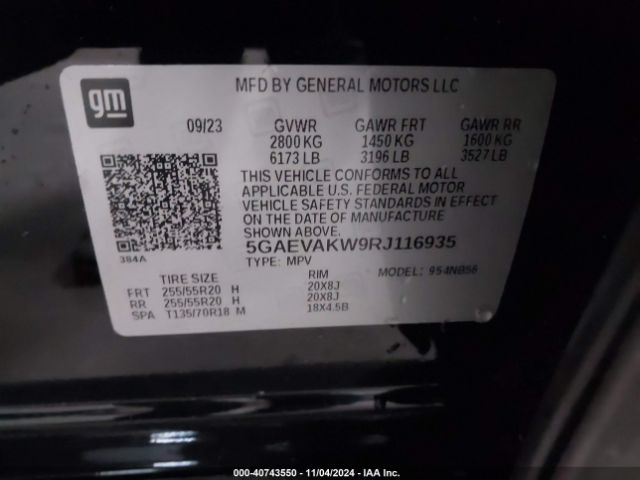 gm
MFD BY GENERAL MOTORS LLC
09/23 GVWR GAWR FRT GAWR RR
2800 KG 1450 KG 1600 KG
6173 LB 3196 LB 3527 LB
THIS VEHICLE CONFORMS TO ALL
APPLICABLE U.S. FEDERAL MOTOR
VEHICLE SAFETY STANDARDS IN EFFECT
ON THE DATE OF MANUFACTURE
SHOWN ABOVE.
384A
5GAEVAKW9RJ116935
TYPE: MPV MODEL: 954NB56
TIRE SIZE RIM
FRT 255/55R20 H 20X8J
RR 255/55R20 H 20X8J
SPA T135/70R18 M 18X4.5B
000-40743550 - 11/04/2024 - IAA Inc.